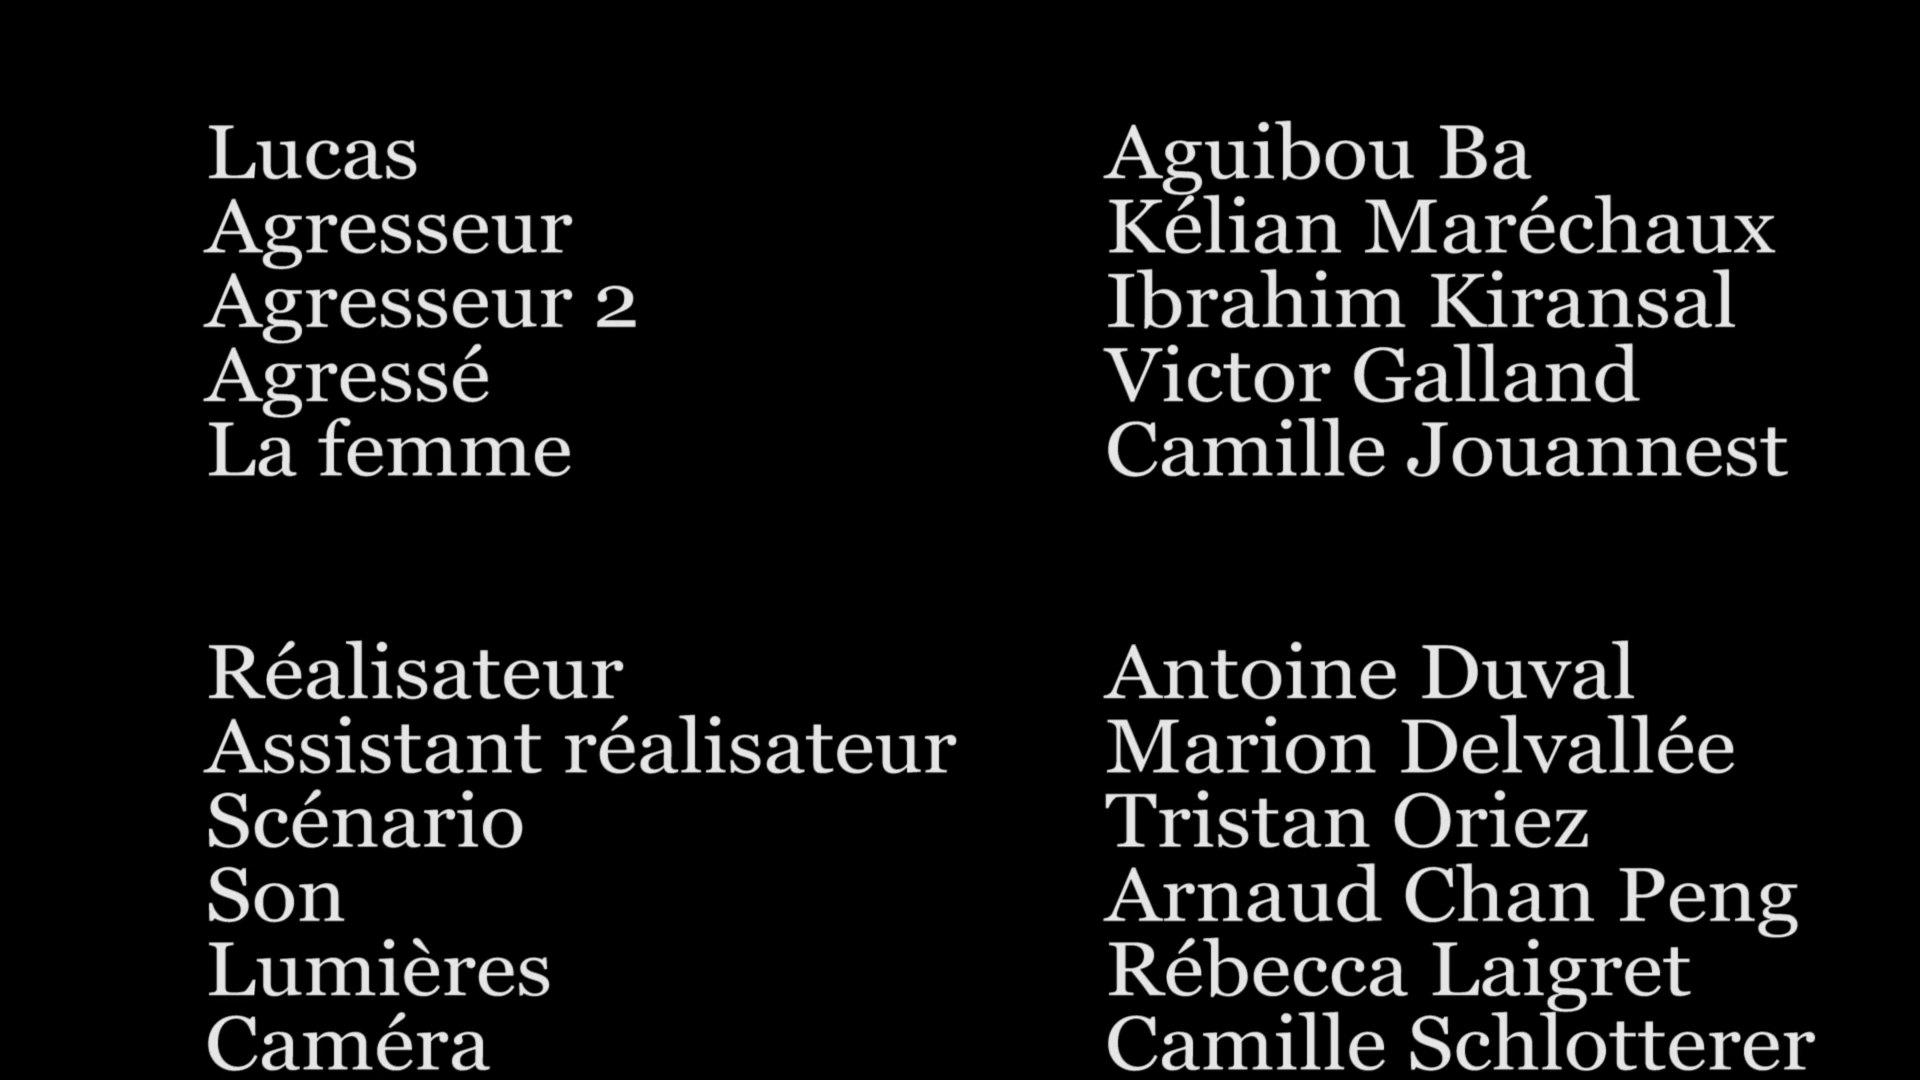 Lucas Aguibou Ba
Agresseur Kélian Maréchaux
Agresseur 2 Ibrahim Kiransal
Agressé Victor Galland
La femme Camille Jouannest
Réalisateur Antoine Duval
Assistant réalisateur Marion Delvallée
Scénario Tristan Oriez
Son Arnaud Chan Peng
Lumières Rébecca Laigret
Caméra Camille Schlotterer